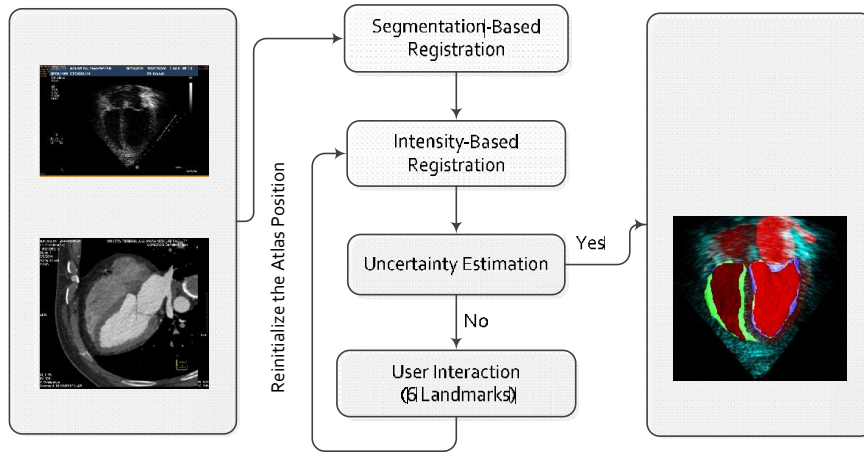 Segmentation-Based
Registration
Intensity-Based
Registration
Reinitialize the Atlas Position
Uncertainty Estimation
Yes
No
User Interaction
(6 Landmarks)